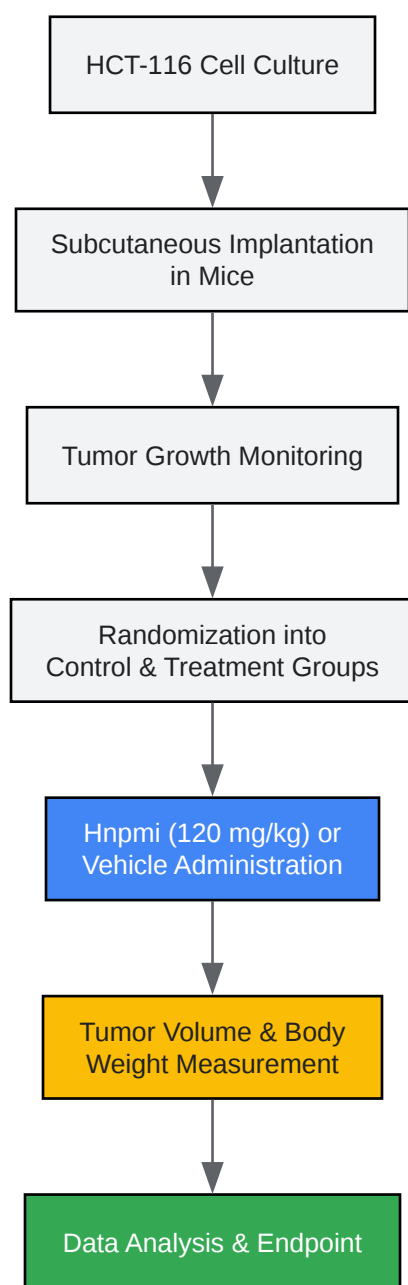 HCT-116 Cell Culture
Subcutaneous Implantation
in Mice
Tumor Growth Monitoring
Randomization into
Control & Treatment Groups
Hnpmi (120 mg/kg) or
Vehicle Administration
Tumor Volume & Body
Weight Measurement
Data Analysis & Endpoint